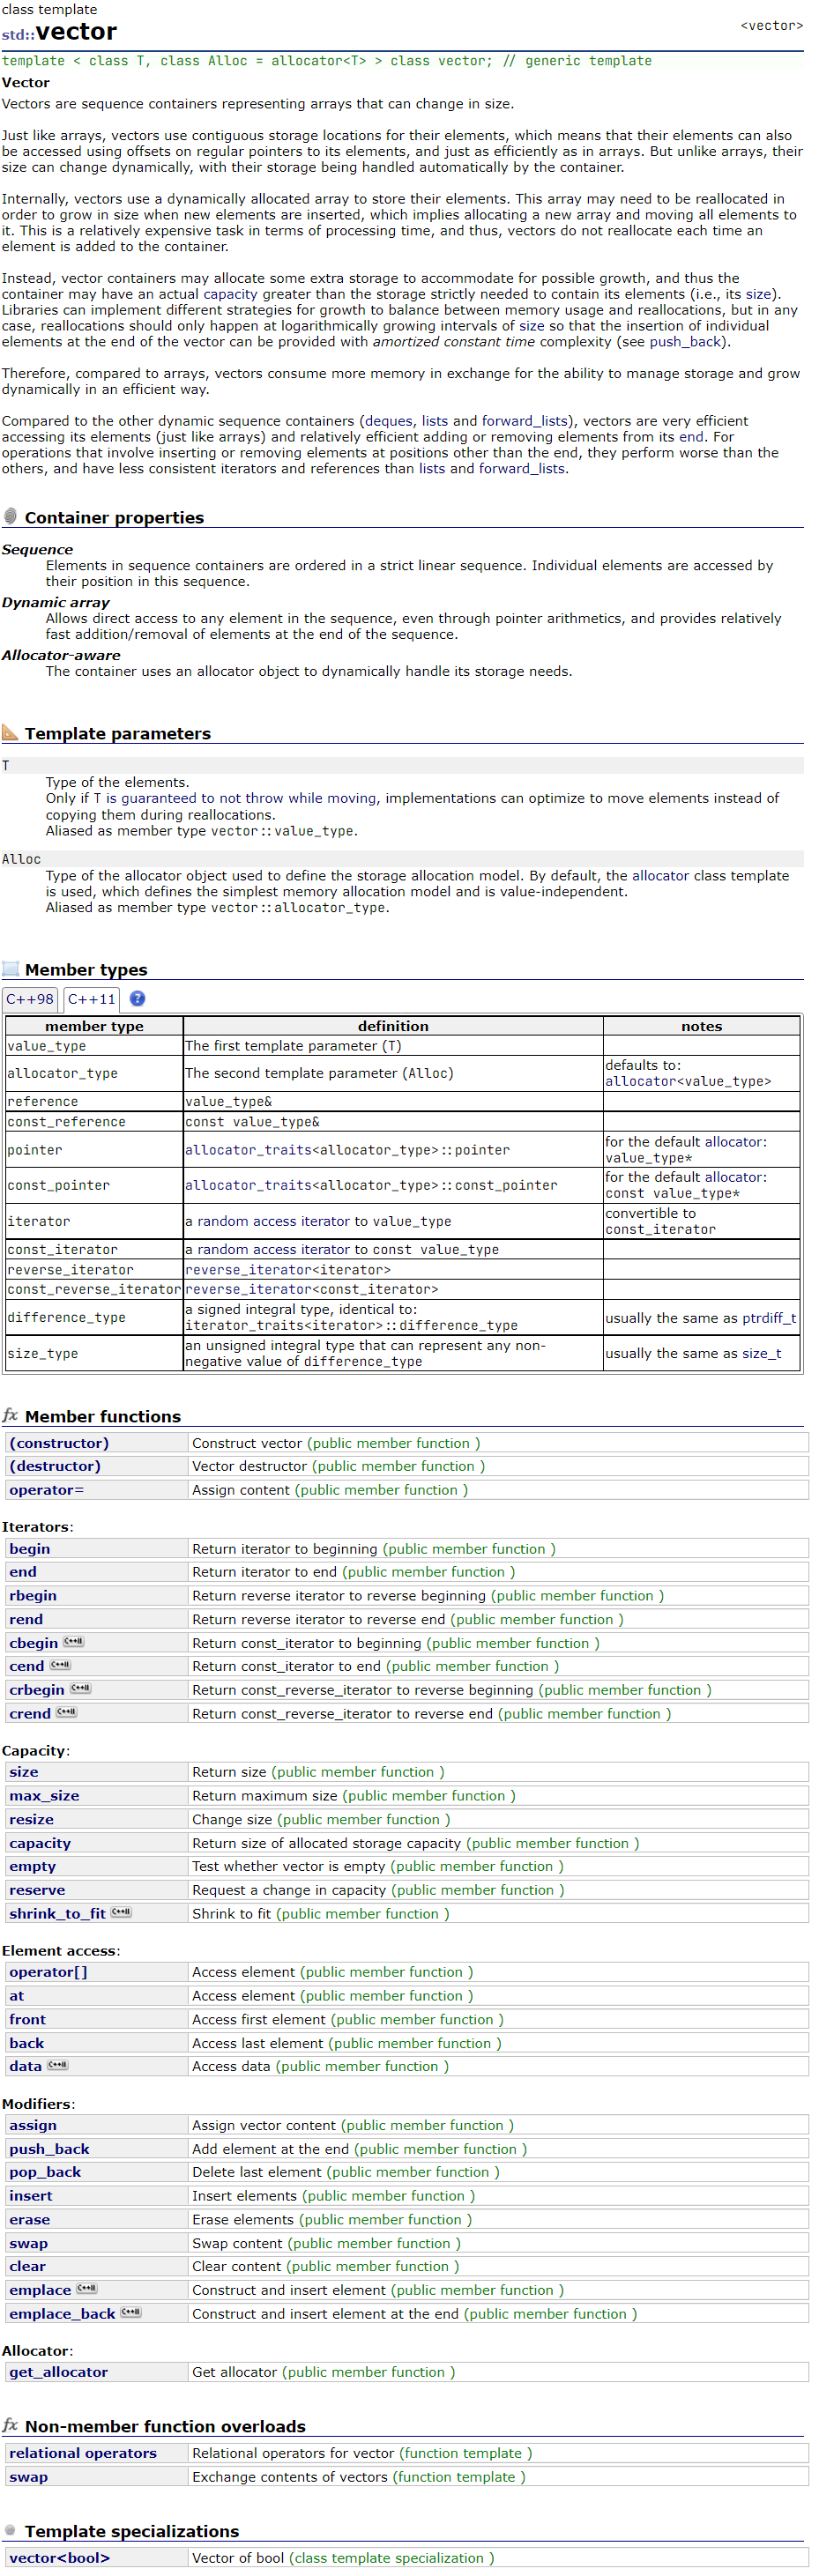 class template
std::vector
<vector>
template < class T, class Alloc = allocator<T> > class vector; // generic template
Vector
Vectors are sequence containers representing arrays that can change in size.
Just like arrays, vectors use contiguous storage locations for their elements, which means that their elements can also
be accessed using offsets on regular pointers to its elements, and just as efficiently as in arrays. But unlike arrays, their
size can change dynamically, with their storage being handled automatically by the container.
Internally, vectors use a dynamically allocated array to store their elements. This array may need to be reallocated in
order to grow in size when new elements are inserted, which implies allocating a new array and moving all elements to
it. This is a relatively expensive task in terms of processing time, and thus, vectors do not reallocate each time an
element is added to the container.
Instead, vector containers may allocate some extra storage to accommodate for possible growth, and thus the
container may have an actual capacity greater than the storage strictly needed to contain its elements (i.e., its size).
Libraries can implement different strategies for growth to balance between memory usage and reallocations, but in any
case, reallocations should only happen at logarithmically growing intervals of size so that the insertion of individual
elements at the end of the vector can be provided with amortized constant time complexity (see push_back).
Therefore, compared to arrays, vectors consume more memory in exchange for the ability to manage storage and grow
dynamically in an efficient way.
Compared to the other dynamic sequence containers (deques, lists and forward_lists), vectors are very efficient
accessing its elements (just like arrays) and relatively efficient adding or removing elements from its end. For
operations that involve inserting or removing elements at positions other than the end, they perform worse than the
others, and have less consistent iterators and references than lists and forward_lists.
Container properties
Sequence
Elements in sequence containers are ordered in a strict linear sequence. Individual elements are accessed by
their position in this sequence.
Dynamic array
Allows direct access to any element in the sequence, even through pointer arithmetics, and provides relatively
fast addition/removal of elements at the end of the sequence.
Allocator-aware
The container uses an allocator object to dynamically handle its storage needs.
Template parameters
T
Type of the elements.
Only if T is guaranteed to not throw while moving, implementations can optimize to move elements instead of
copying them during reallocations.
Aliased as member type vector::value_type.
Alloc
Type of the allocator object used to define the storage allocation model. By default, the allocator class template
is used, which defines the simplest memory allocation model and is value-independent.
Aliased as member type vector::allocator_type.
Member types
C++98 C++11 ?
member type definition notes
value_type The first template parameter (T)
allocator_type The second template parameter (Alloc) defaults to:
allocator<value_type>
reference value_type&
const_reference const value_type&
pointer allocator_traits<allocator_type>::pointer for the default allocator:
value_type*
const_pointer allocator_traits<allocator_type>::const_pointer for the default allocator:
const value_type*
iterator a random access iterator to value_type convertible to
const_iterator
const_iterator a random access iterator to const value_type
reverse_iterator reverse_iterator<iterator>
const_reverse_iterator reverse_iterator<const_iterator>
difference_type a signed integral type, identical to:
iterator_traits<iterator>::difference_type usually the same as ptrdiff_t
size_type an unsigned integral type that can represent any non-
negative value of difference_type usually the same as size_t
fx Member functions
(constructor) Construct vector (public member function )
(destructor) Vector destructor (public member function )
operator= Assign content (public member function )
Iterators:
begin Return iterator to beginning (public member function )
end Return iterator to end (public member function )
rbegin Return reverse iterator to reverse beginning (public member function )
rend Return reverse iterator to reverse end (public member function )
cbegin C++11 Return const_iterator to beginning (public member function )
cend C++11 Return const_iterator to end (public member function )
crbegin C++11 Return const_reverse_iterator to reverse beginning (public member function )
crend C++11 Return const_reverse_iterator to reverse end (public member function )
Capacity:
size Return size (public member function )
max_size Return maximum size (public member function )
resize Change size (public member function )
capacity Return size of allocated storage capacity (public member function )
empty Test whether vector is empty (public member function )
reserve Request a change in capacity (public member function )
shrink_to_fit C++11 Shrink to fit (public member function )
Element access:
operator[] Access element (public member function )
at Access element (public member function )
front Access first element (public member function )
back Access last element (public member function )
data C++11 Access data (public member function )
Modifiers:
assign Assign vector content (public member function )
push_back Add element at the end (public member function )
pop_back Delete last element (public member function )
insert Insert elements (public member function )
erase Erase elements (public member function )
swap Swap content (public member function )
clear Clear content (public member function )
emplace C++11 Construct and insert element (public member function )
emplace_back C++11 Construct and insert element at the end (public member function )
Allocator:
get_allocator Get allocator (public member function )
fx Non-member function overloads
relational operators Relational operators for vector (function template )
swap Exchange contents of vectors (function template )
Template specializations
vector<bool> Vector of bool (class template specialization )